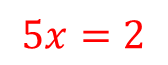 5x = 2